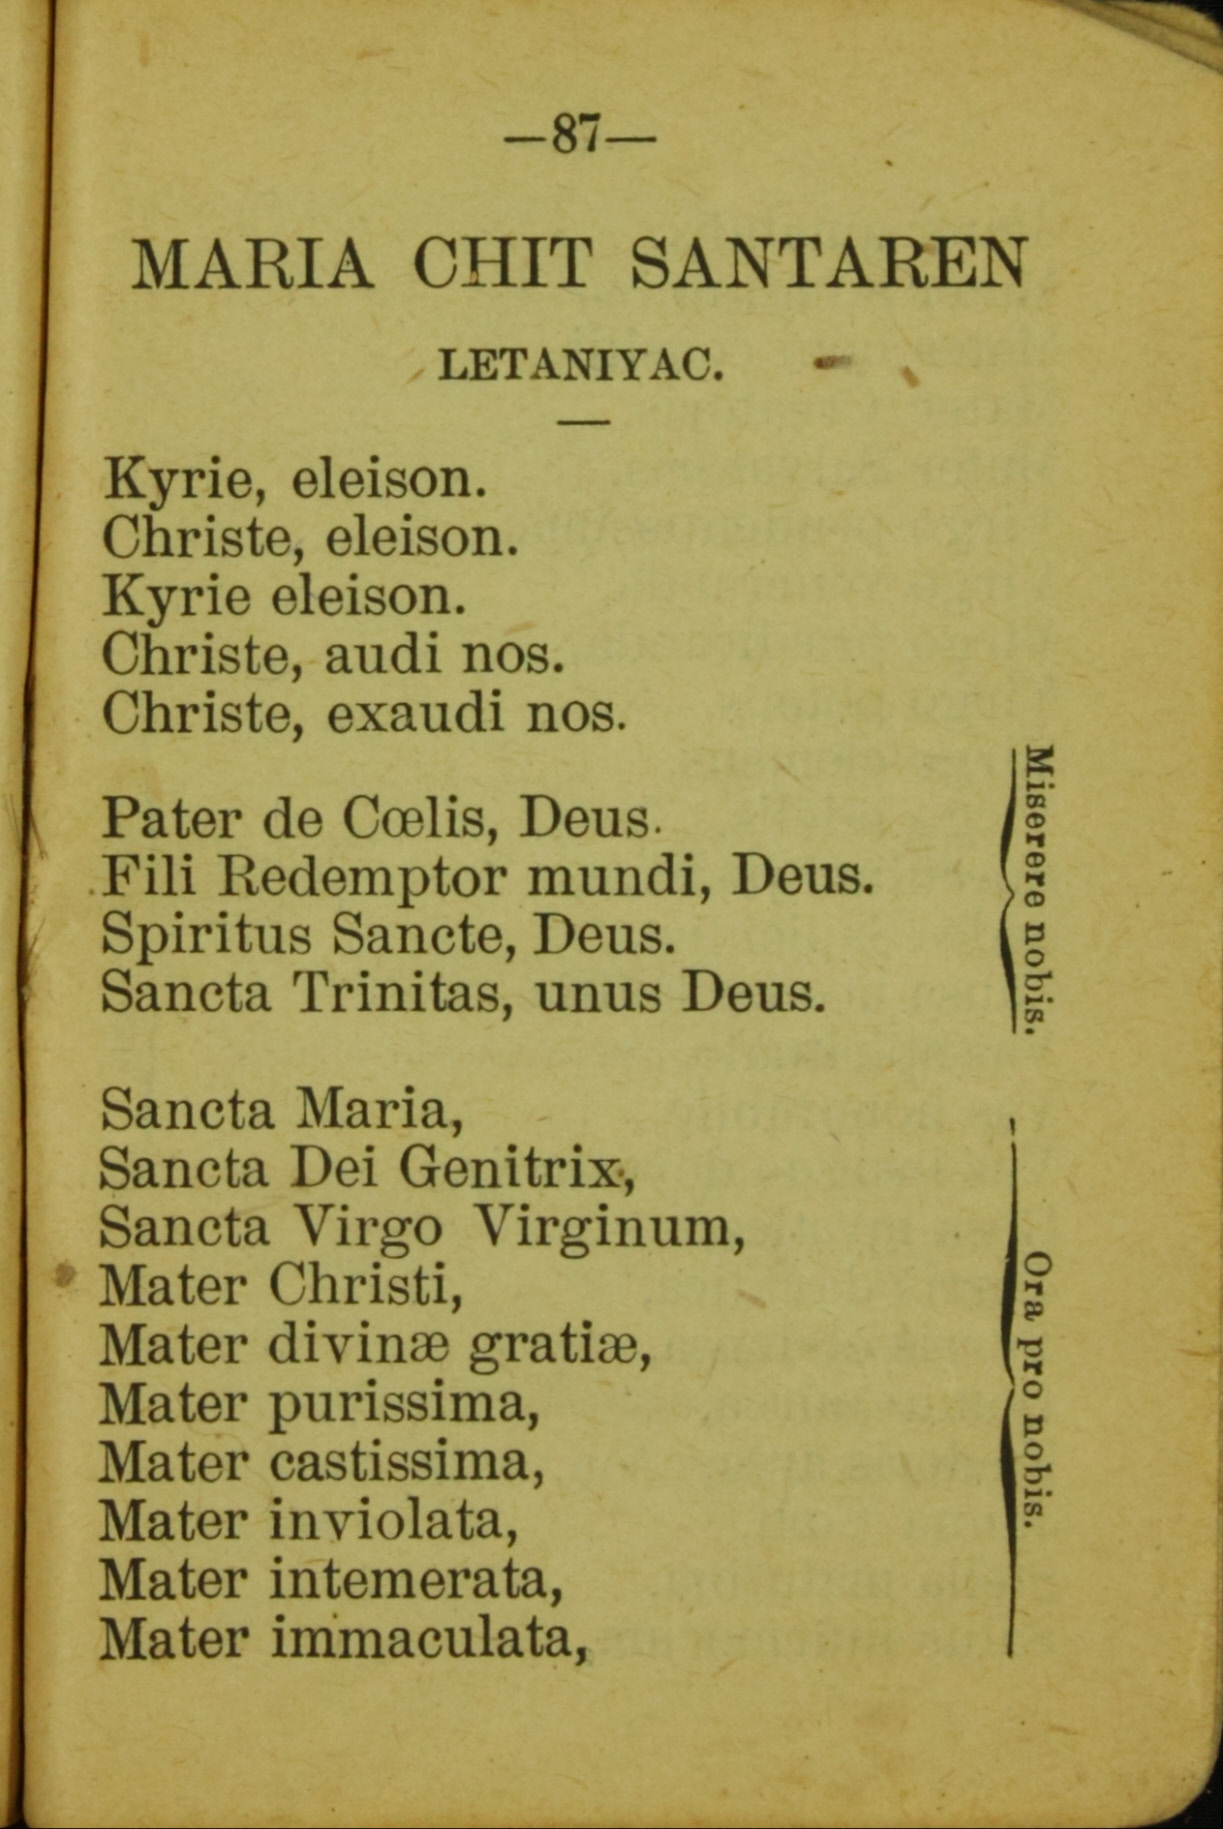 —87—
MARIA CHIT SANTAREN
LETANIYAC.
Kyrie, eleison.
Christe, eleison.
Kyrie eleison.
Christe, audi nos.
Christe, exaudi nos.
Pater de Cœlis, Deus.
Fili Redemptor mundi, Deus.
Spiritus Sancte, Deus.
Sancta Trinitas, unus Deus.
Miserere nobis.
Sancta Maria,
Sancta Dei Genitrix,
Sancta Virgo Virginum,
Mater Christi,
Mater divinæ gratiæ,
Mater purissima,
Mater castissima,
Mater inviolata,
Mater intemerata,
Mater immaculata,
Ora pro nobis.